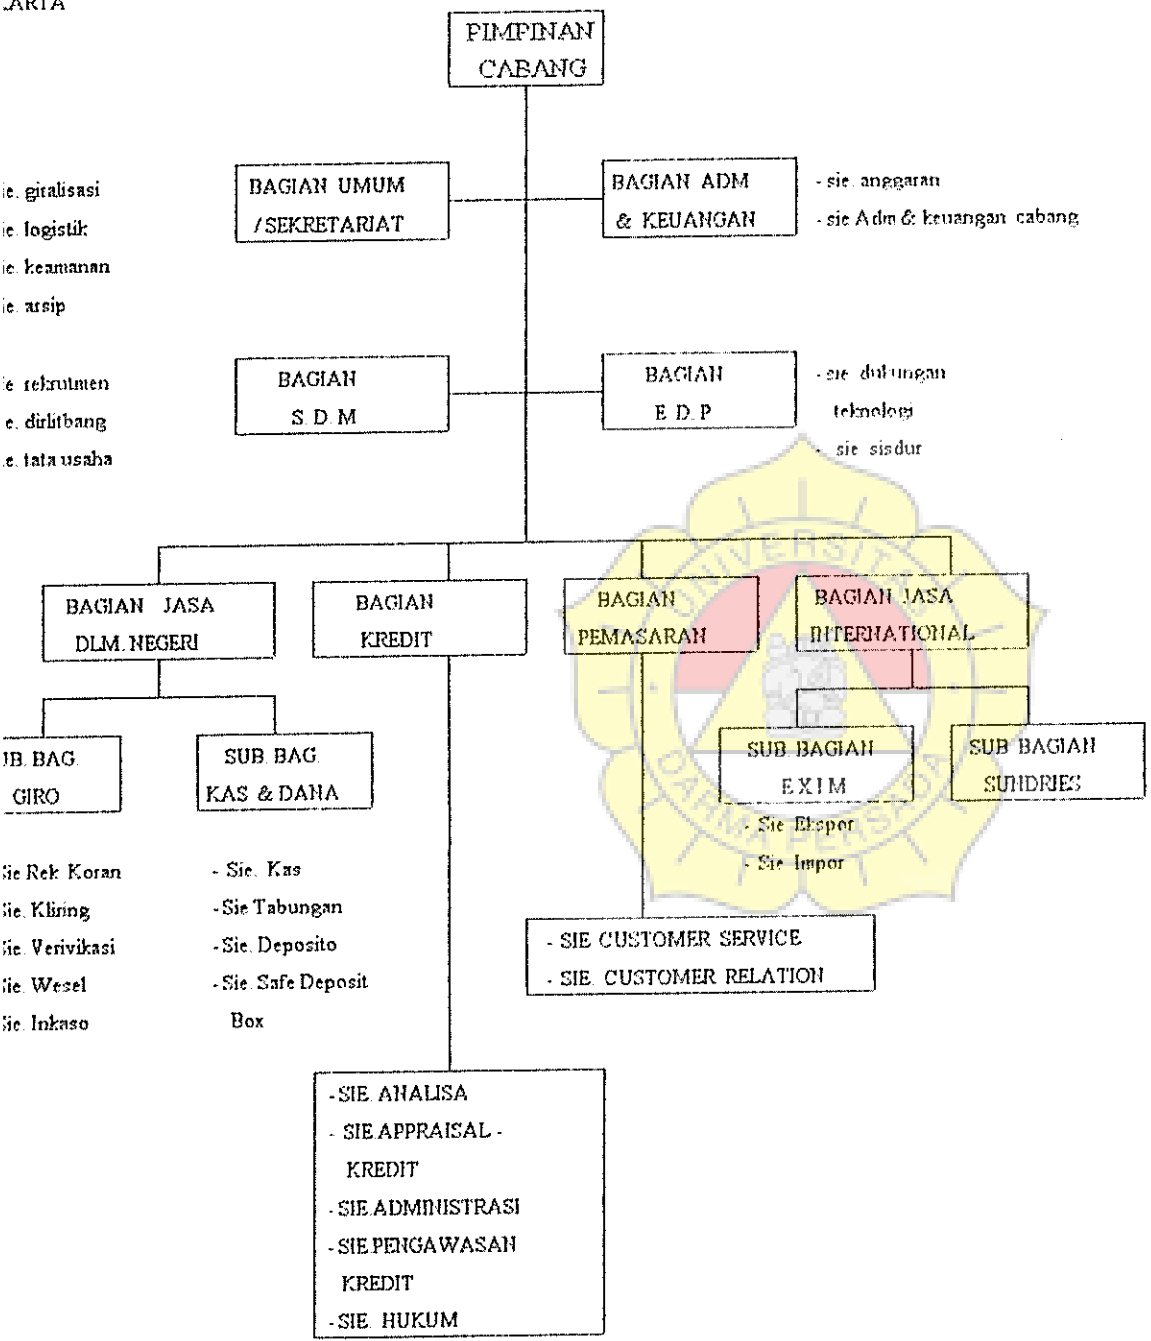 PIMPINAN
CABANG
BAGIAN UMUM
/ SEKRETARIAT
BAGIAN ADM
& KEUANGAN
- sie. anggaran
- sie Adm & keuangan cabang
ie. giralisasi
ie. logistik
ie. keamanan
ie. arsip
BAGIAN
S. D. M
BAGIAN
E. D. P
- sie dukungan
teknologi
- sie sisdur
e rekrutmen
e. dirlitbang
e. tata usaha
BAGIAN JASA
DLM. NEGERI
BAGIAN
KREDIT
BAGIAN
PEMASARAN
BAGIAN JASA
INTERNATIONAL
UNIVERSITAS
DARMA PERSADA
UB. BAG.
GIRO
SUB. BAG.
KAS & DANA
SUB BAGIAN
E X I M
SUB BAGIAN
SUNDRIES
- Sie Ekspor
- Sie Impor
Sie Rek Koran
Sie. Kliring
Sie. Verivikasi
Sie. Wesel
Sie. Inkaso
- Sie. Kas
- Sie Tabungan
- Sie. Deposito
- Sie. Safe Deposit
Box
- SIE CUSTOMER SERVICE
- SIE. CUSTOMER RELATION
- SIE. ANALISA
- SIE.APPRAISAL -
KREDIT
- SIE.ADMINISTRASI
- SIE.PENGAWASAN
KREDIT
- SIE. HUKUM